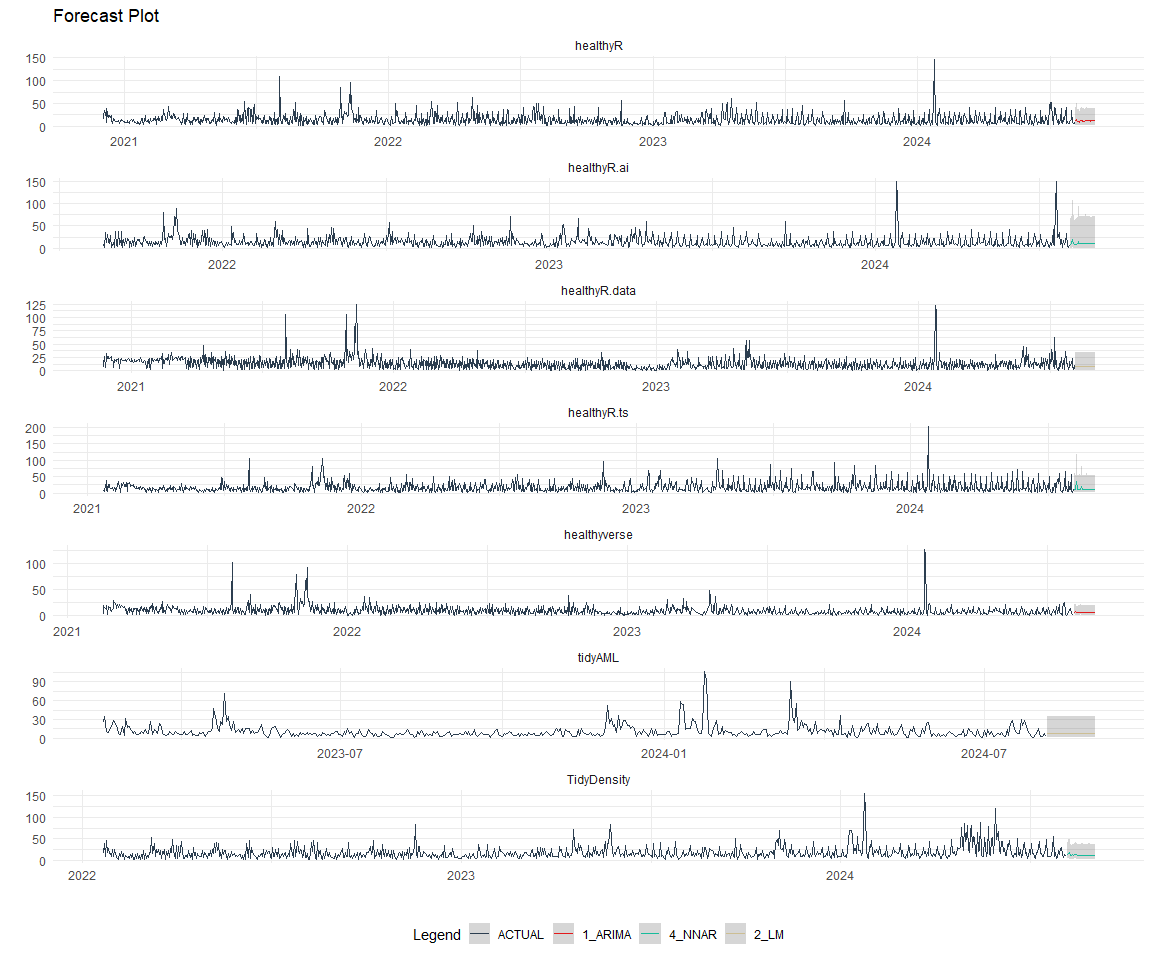 Forecast Plot
healthyR
150
100
50
0
2021 2022 2023 2024
healthyR.ai
150
100
50
0
2022 2023 2024
healthyR.data
125
100
75
50
25
0
2021 2022 2023 2024
healthyR.ts
200
150
100
50
0
2021 2022 2023 2024
healthyverse
100
50
0
2021 2022 2023 2024
tidyAML
90
60
30
0
2023-07 2024-01 2024-07
TidyDensity
150
100
50
0
2022 2023 2024
Legend ACTUAL 1_ARIMA 4_NNAR 2_LM